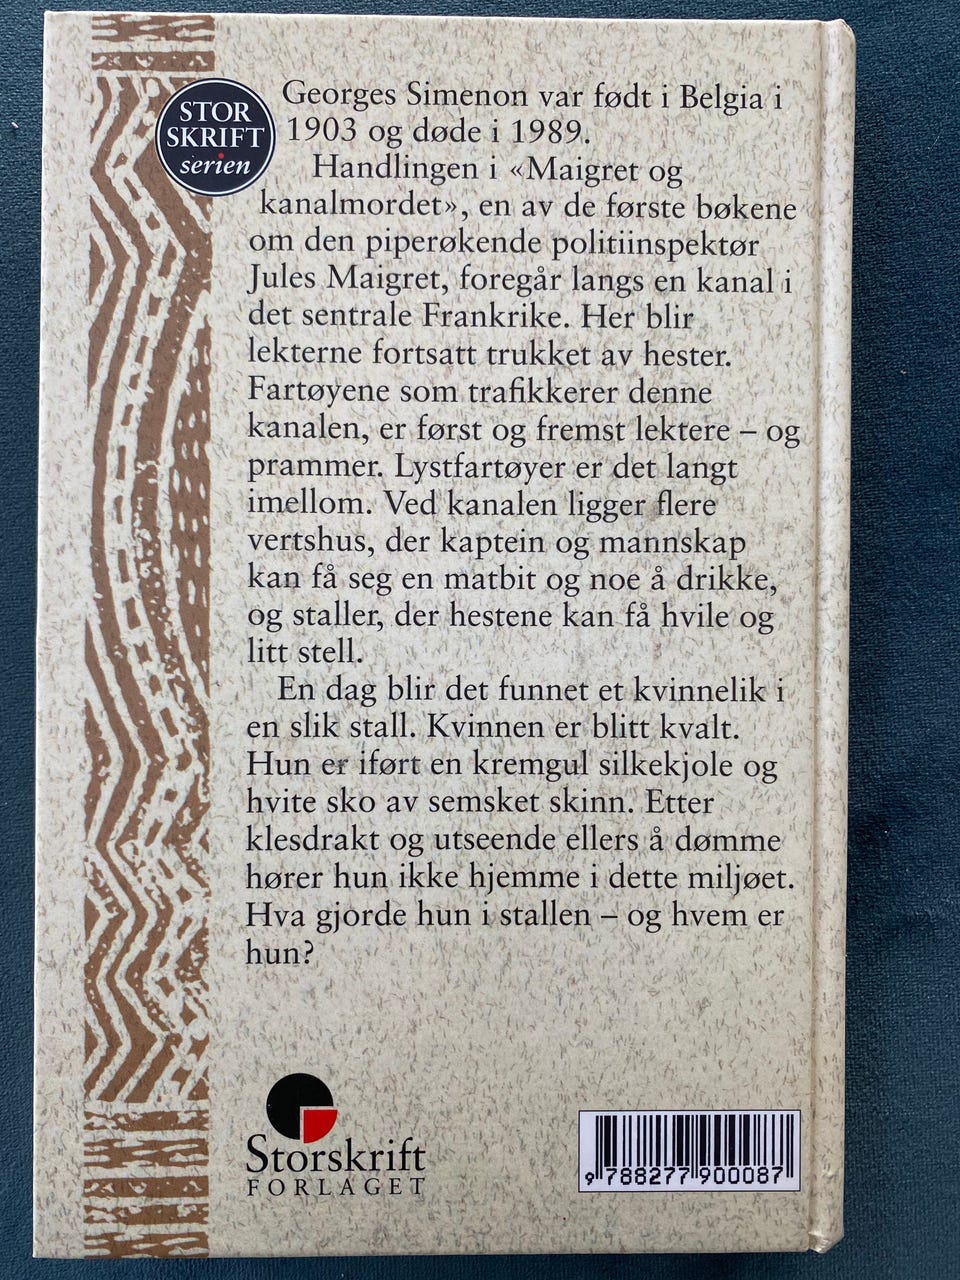 STOR
SKRIFT
serien
Georges Simenon var født i Belgia i
1903 og døde i 1989.
Handlingen i «Maigret og
kanalmordet», en av de første bøkene
om den piperøkende politiinspektør
Jules Maigret, foregår langs en kanal i
det sentrale Frankrike. Her blir
lekterne fortsatt trukket av hester.
Fartøyene som trafikkerer denne
kanalen, er først og fremst lektere – og
prammer. Lystfartøyer er det langt
imellom. Ved kanalen ligger flere
vertshus, der kaptein og mannskap
kan få seg en matbit og noe å drikke,
og staller, der hestene kan få hvile og
litt stell.
En dag blir det funnet et kvinnelik i
en slik stall. Kvinnen er blitt kvalt.
Hun er iført en kremgul silkekjole og
hvite sko av semsket skinn. Etter
klesdrakt og utseende ellers å dømme
hører hun ikke hjemme i dette miljøet.
Hva gjorde hun i stallen – og hvem er
hun?
Storskrift
FORLAGET
9 788277 900087